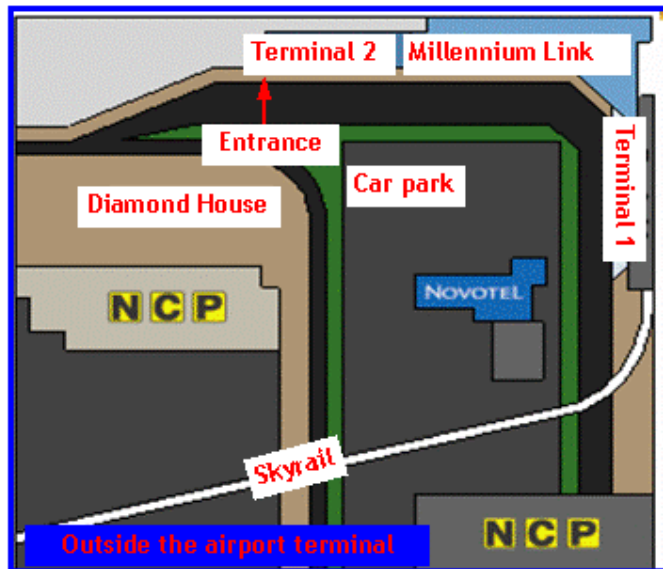 Terminal 2 Millennium Link
Entrance
Terminal 1
Car park
Diamond House
NOVOTEL
NCP
Skyrail
NCP
Outside the airport terminal